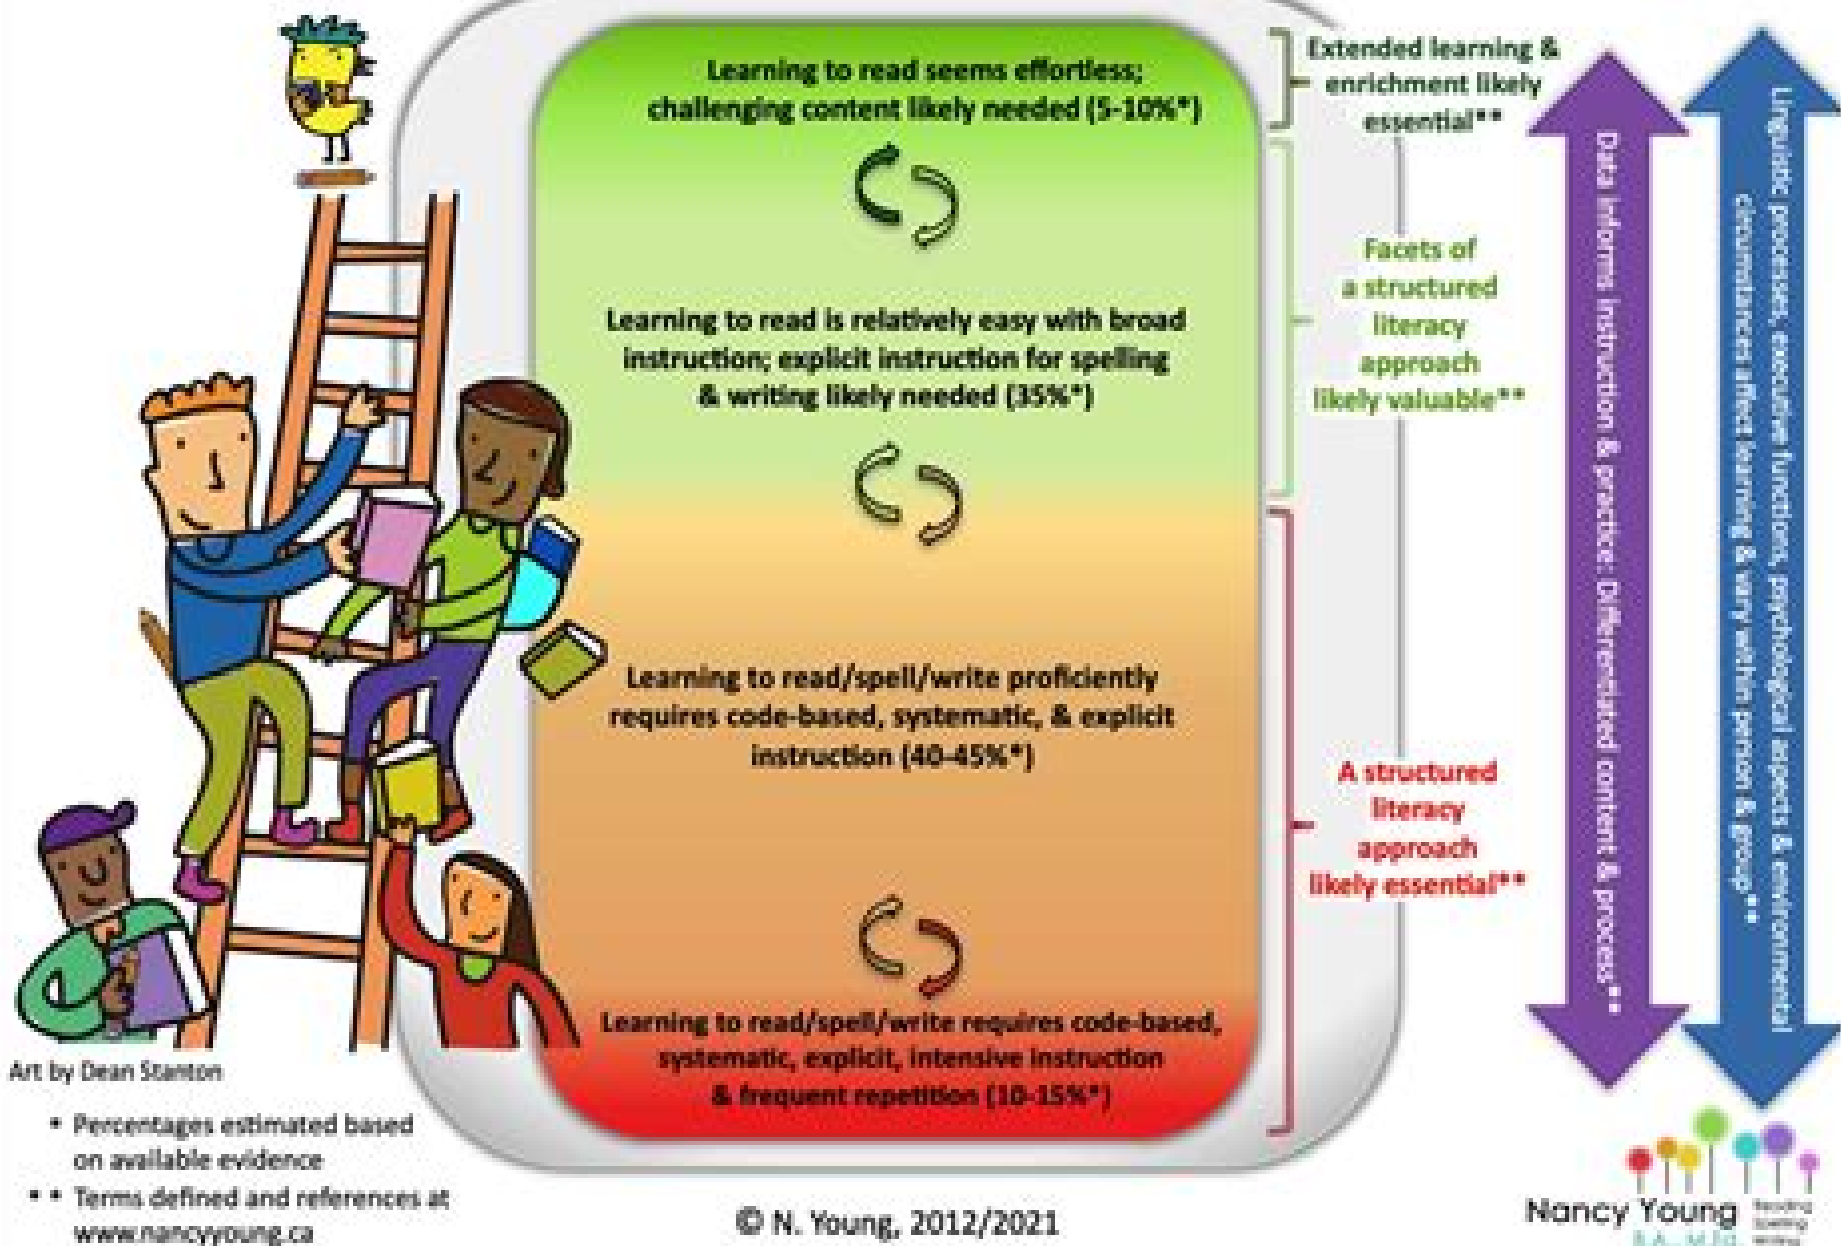 Learning to read seems effortless;
challenging content likely needed (5-10%*)
Learning to read is relatively easy with broad
instruction; explicit instruction for spelling
& writing likely needed (35%*)
Learning to read/spell/write proficiently
requires code-based, systematic, & explicit
instruction (40-45%*)
Learning to read/spell/write requires code-based,
systematic, explicit, intensive instruction
& frequent repetition (10-15%*)
Extended learning &
enrichment likely
essential**
Facets of
a structured
literacy
approach
likely valuable**
A structured
literacy
approach
likely essential**
Data informs instruction & practice: Differentiated content & process**
Linguistic processes, executive functions, psychological aspects & environmental
circumstances affect learning & vary within person & group**
Art by Dean Stanton
* Percentages estimated based
on available evidence
** Terms defined and references at
www.nancyyoung.ca
© N. Young, 2012/2021
Nancy Young
B.A., M.Ed.
Reading
Spelling
Writing